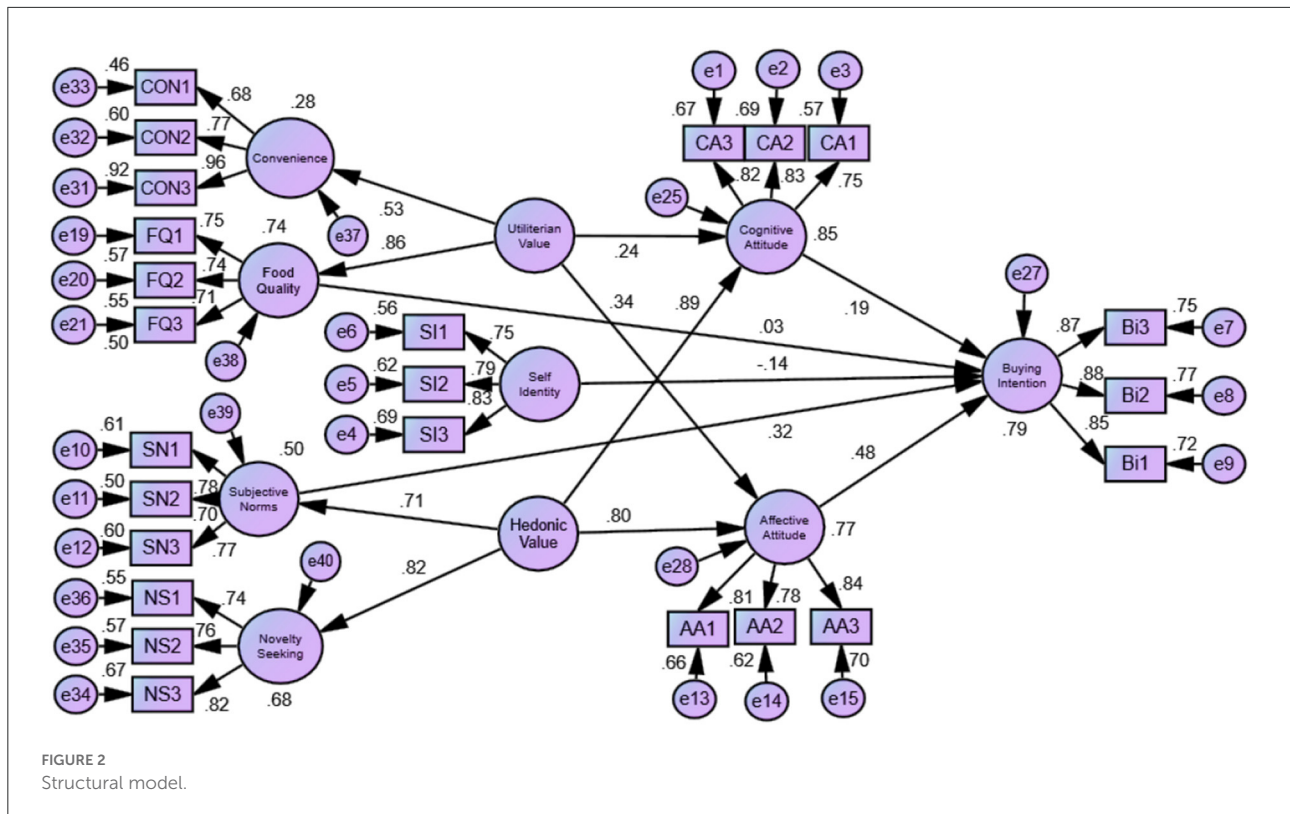 .46
e33
CON1
.68
.28
.60
e32
CON2
.77
Convenience
.92
e31
CON3
.96
e37
.53
e19
FQ1
.75
.74
.86
.57
e20
FQ2
.74
Food
Quality
.55
e21
FQ3
.71
.50
e38
Utiliterian
Value
.24
.34
.03
e1
e2
e3
.67
.69
.57
CA3
CA2
CA1
.82
.83
.75
e25
Cognitive
Attitude
.85
.89
.19
e6
.56
SI1
.75
e5
.62
SI2
.79
Self
Identity
-.14
e4
.69
SI3
.83
e27
Buying
Intention
.79
.87
Bi3
.75
e7
.88
Bi2
.77
e8
.85
Bi1
.72
e9
e39
.61
e10
SN1
.50
.50
e11
SN2
.78
Subjective
Norms
.32
.60
e12
SN3
.70
.77
.71
.55
e36
NS1
.74
e40
.82
.57
e35
NS2
.76
Novelty
Seeking
.67
e34
NS3
.82
.68
Hedonic
Value
.80
.48
Affective
Attitude
.77
e28
.81
.78
.84
AA1
AA2
AA3
.66
.62
.70
e13
e14
e15
FIGURE 2
Structural model.